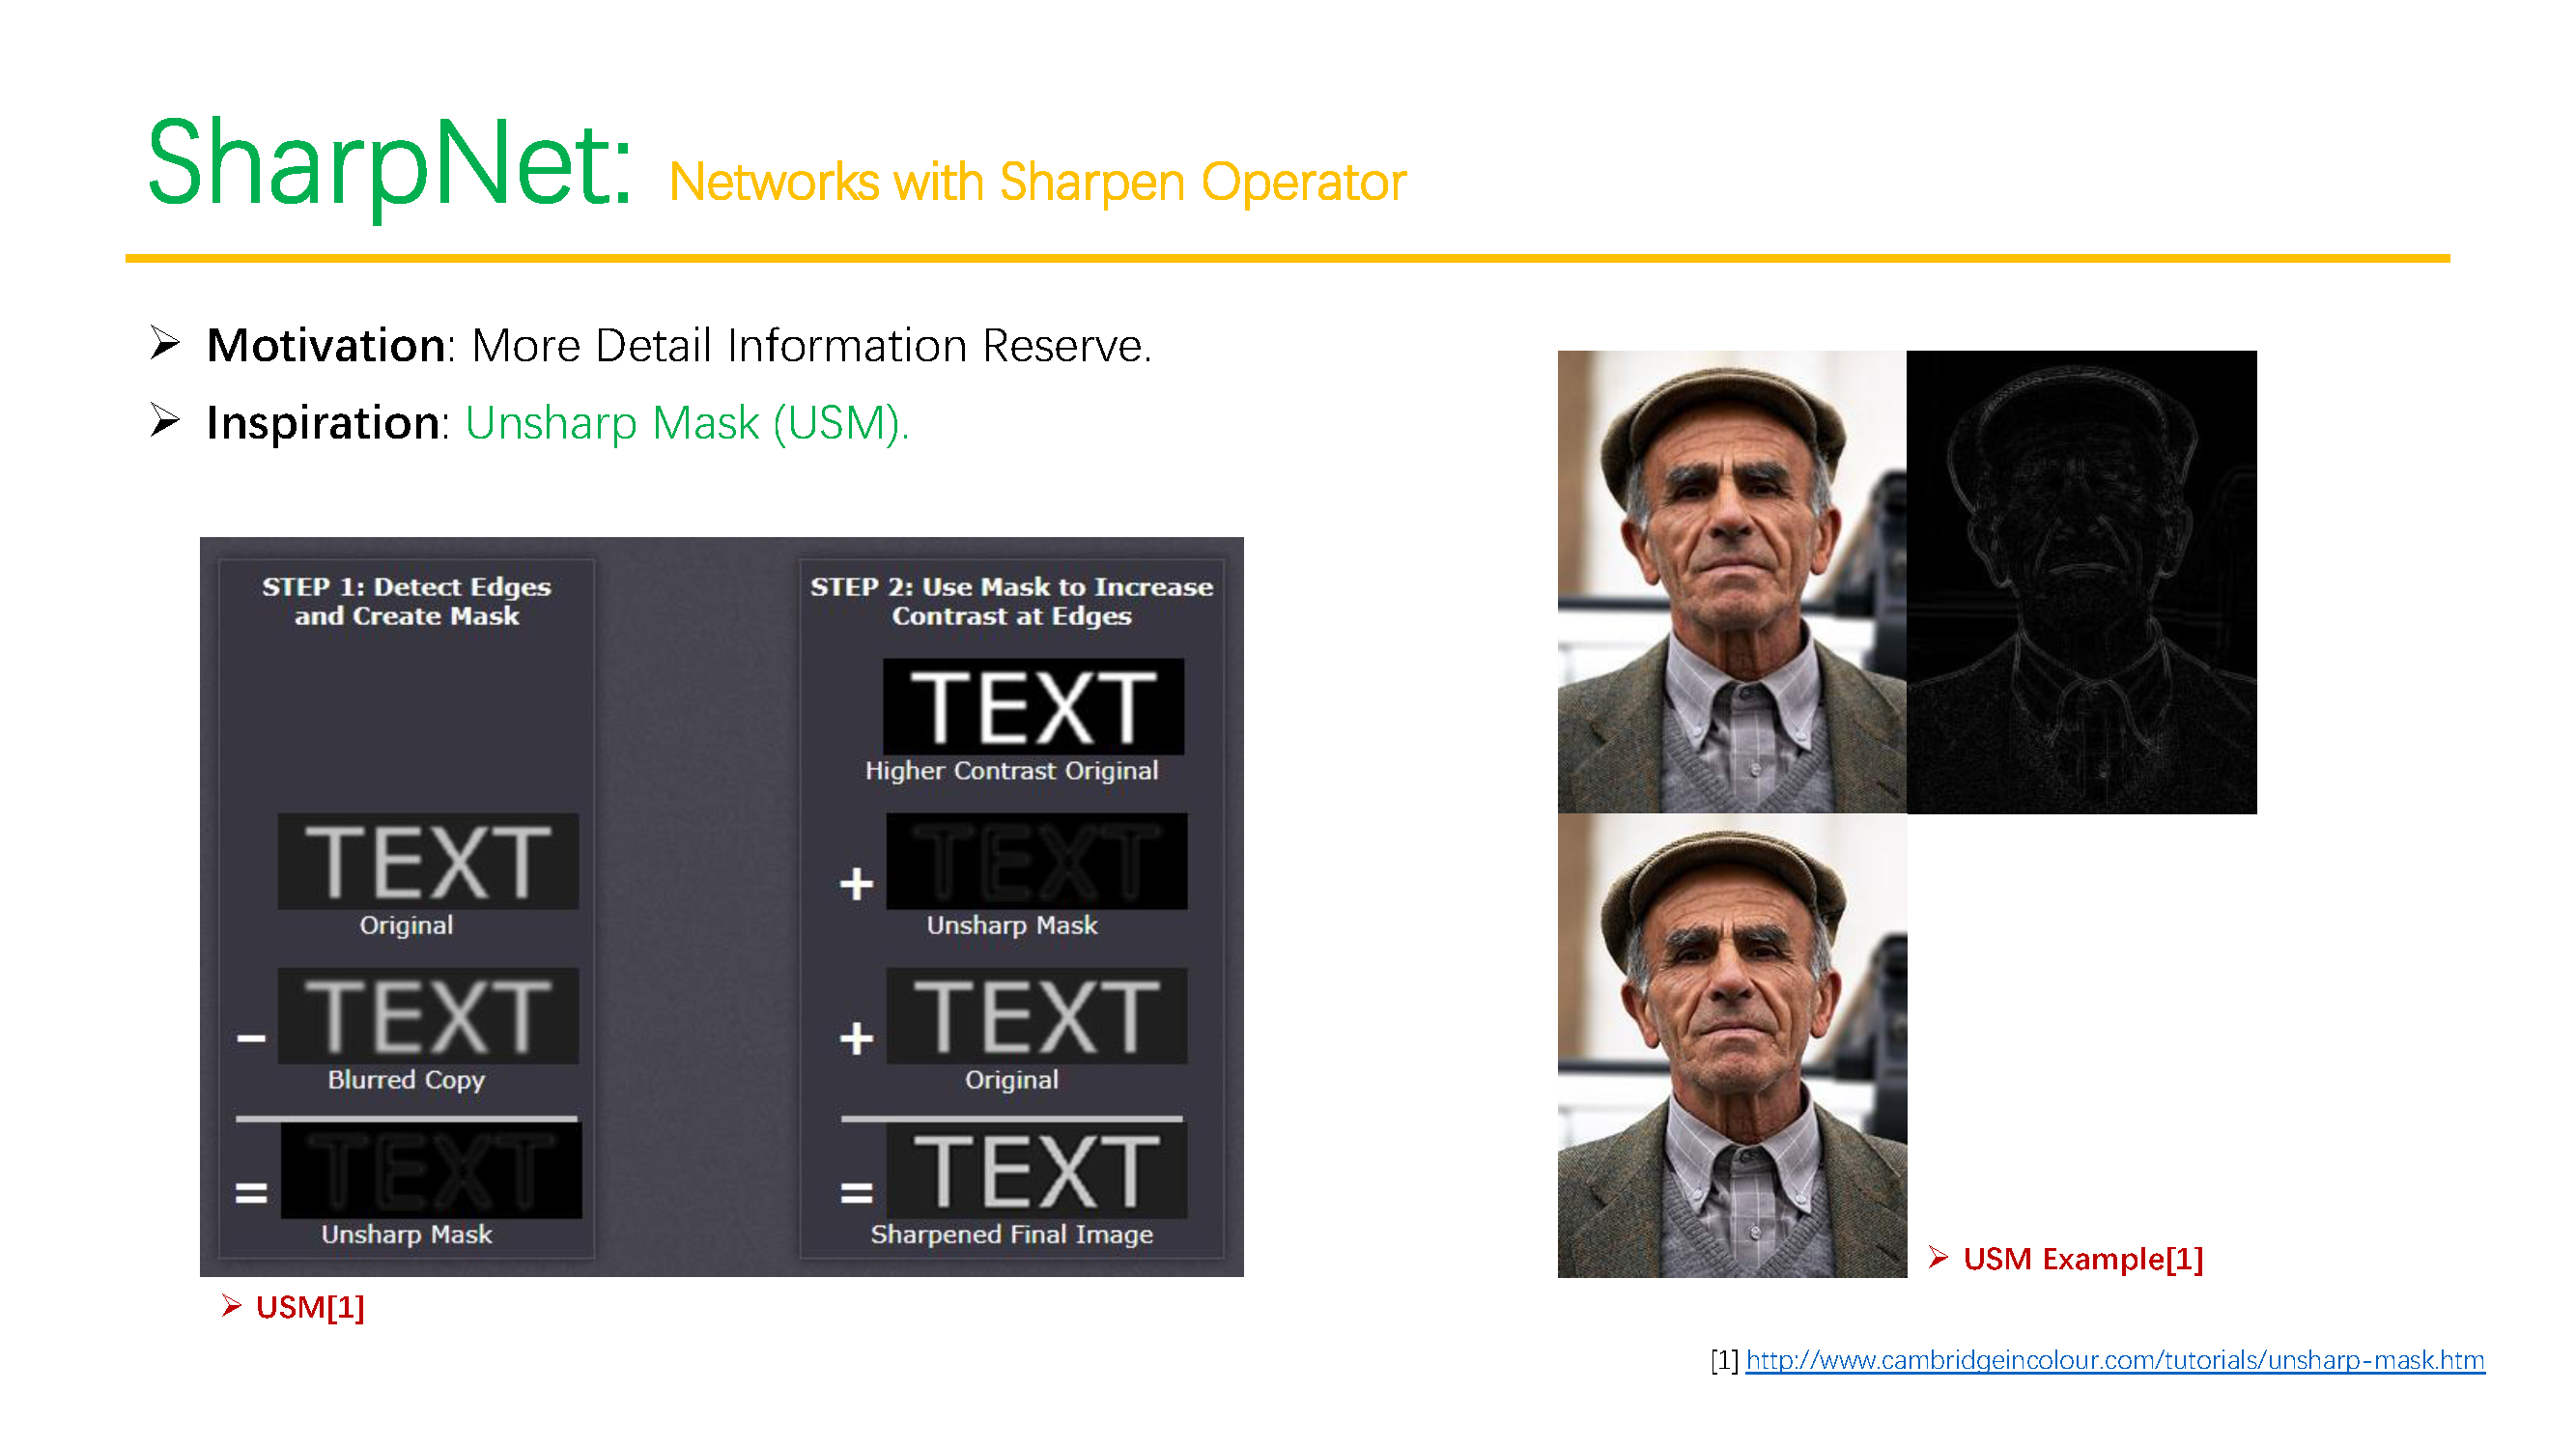 SharpNet: Networks with Sharpen Operator
➢ Motivation: More Detail Information Reserve.
➢ Inspiration: Unsharp Mask (USM).
STEP 1: Detect Edges
and Create Mask
TEXT
Original
− TEXT
Blurred Copy
= TEXT
Unsharp Mask
STEP 2: Use Mask to Increase
Contrast at Edges
TEXT
Higher Contrast Original
+ TEXT
Unsharp Mask
+ TEXT
Original
= TEXT
Sharpened Final Image
➢ USM[1]
➢ USM Example[1]
[1] http://www.cambridgeincolour.com/tutorials/unsharp-mask.htm